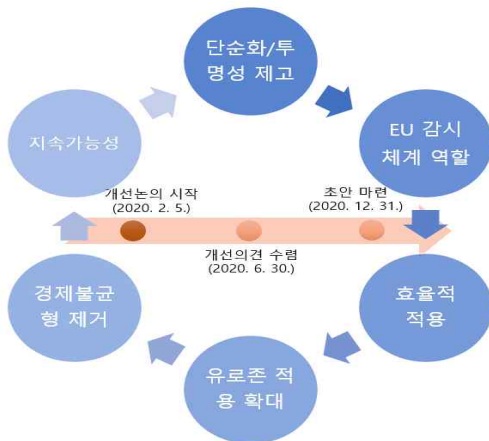 단순화/투
명성 제고
EU 감시
체계 역할
지속가능성
개선논의 시작
(2020. 2. 5.)
초안 마련
(2020. 12. 31.)
개선의견 수렴
(2020. 6. 30.)
경제불균
형 제거
효율적
적용
유로존 적
용 확대